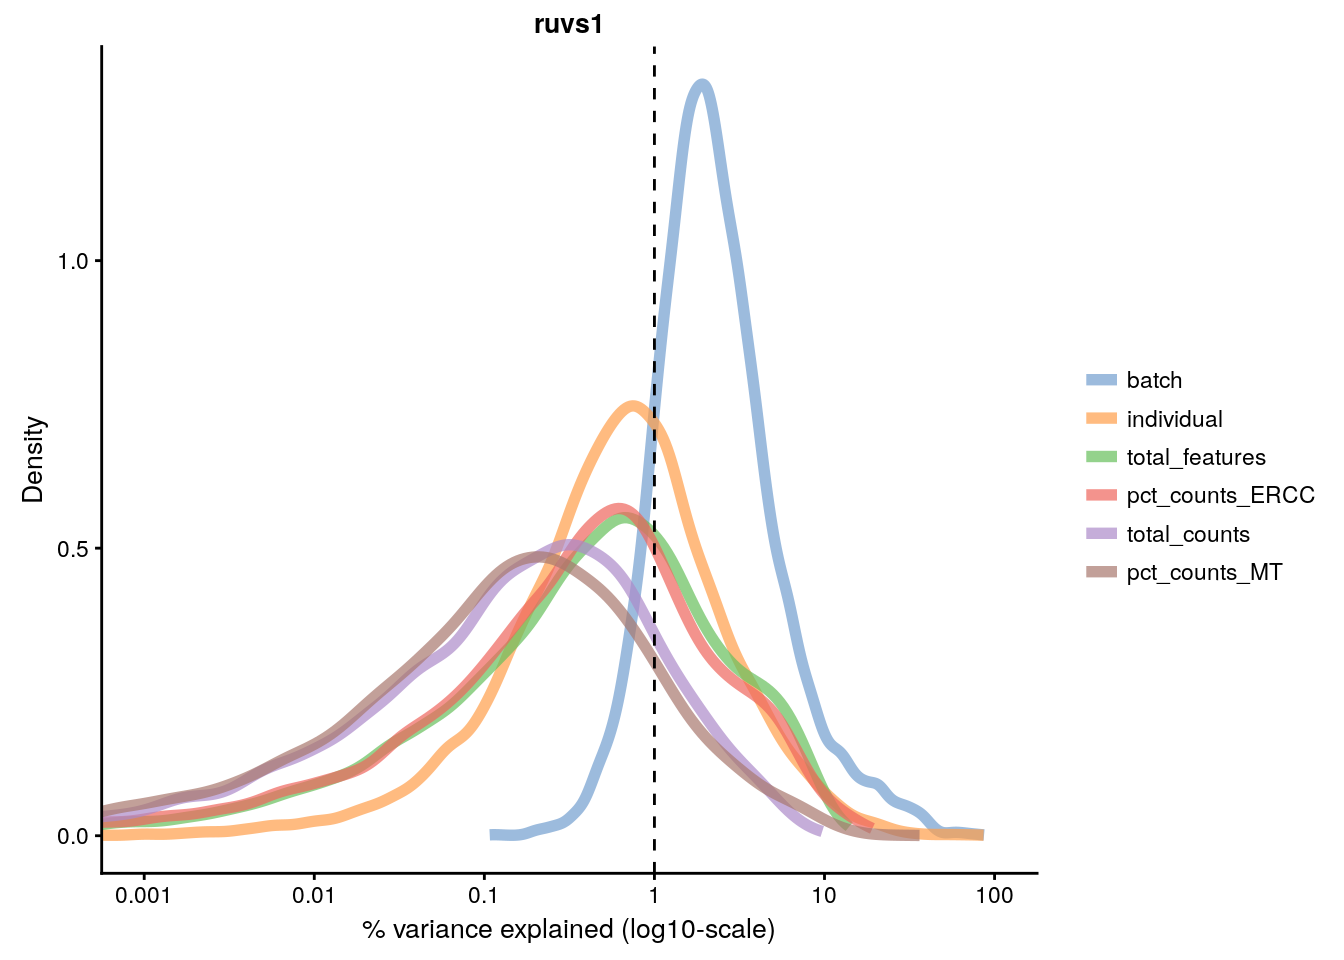 ruvs1
Density
1.0
0.5
0.0
0.001
0.01
0.1
1
10
100
% variance explained (log10-scale)
batch
individual
total_features
pct_counts_ERCC
total_counts
pct_counts_MT